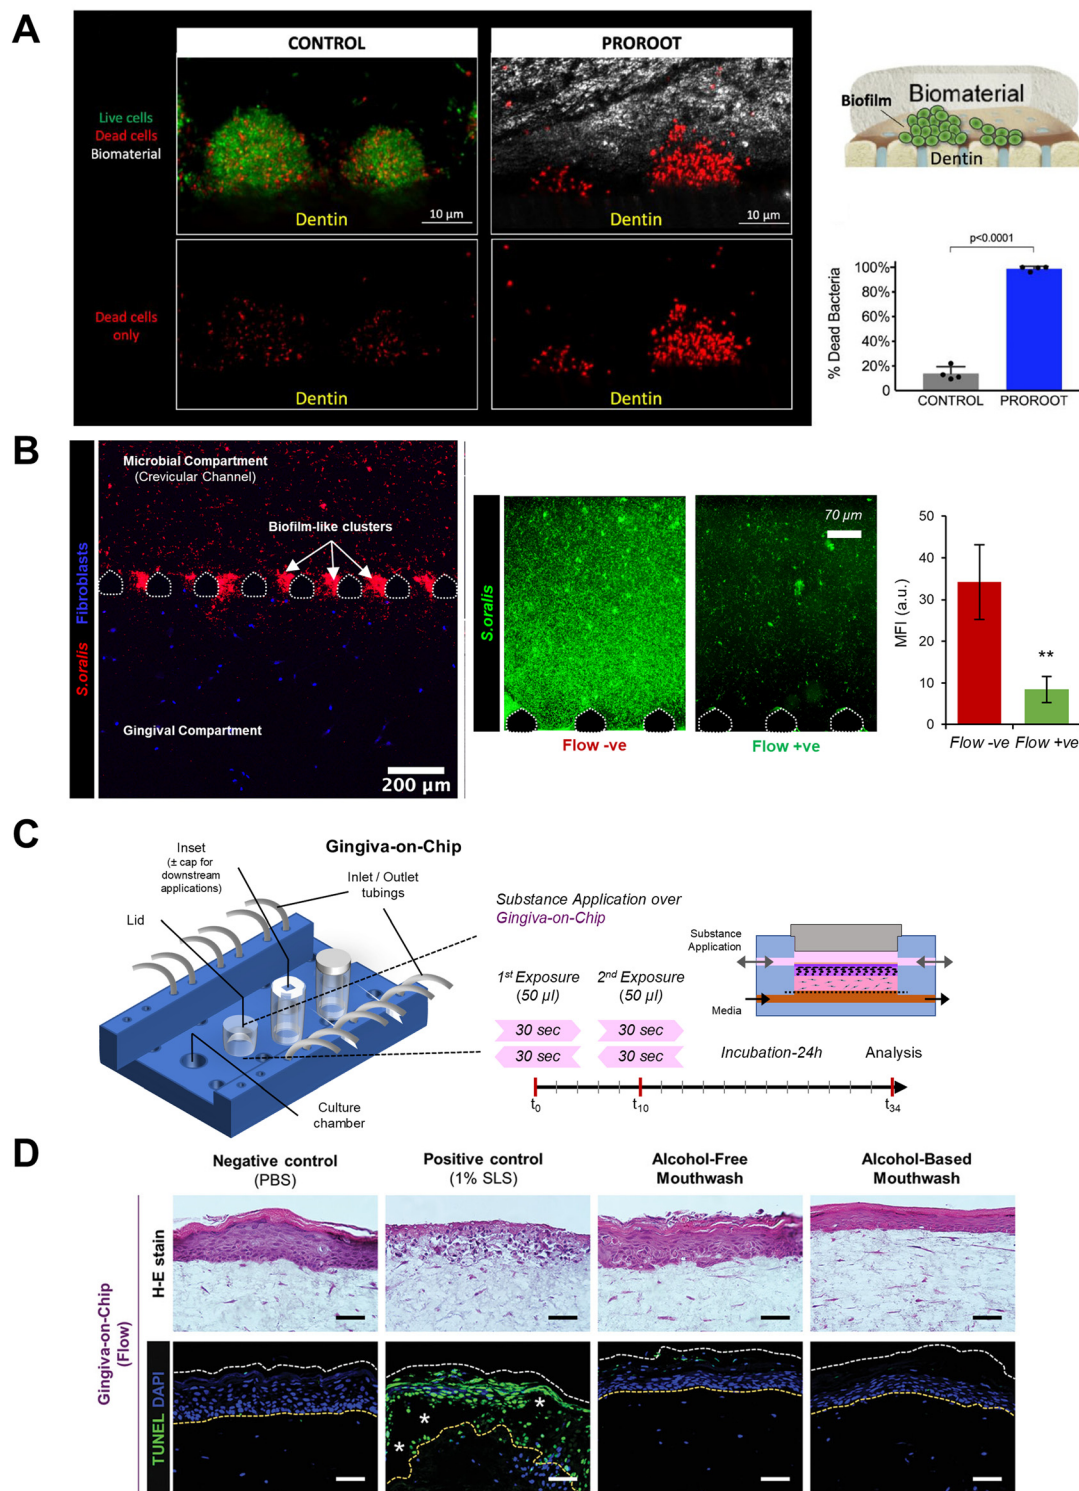 A
CONTROL
PROROOT
Live cells
Dead cells
Biomaterial
Dentin
10 µm
Dentin
10 µm
Dead cells
only
Dentin
Dentin
Biomaterial
Biofilm
Dentin
p<0.0001
% Dead Bacteria
100%
80%
60%
40%
20%
0
CONTROL
PROROOT
B
S.oralis Fibroblasts
Microbial Compartment
(Crevicular Channel)
Biofilm-like clusters
Gingival Compartment
200 µm
S.oralis
70 µm
Flow -ve
Flow +ve
MFI (a.u.)
50
40
30
20
10
0
**
Flow -ve
Flow +ve
C
Gingiva-on-Chip
Inset
(± cap for
downstream
applications)
Inlet / Outlet
tubings
Lid
Culture
chamber
Substance Application over
Gingiva-on-Chip
1st Exposure
(50 µl)
2nd Exposure
(50 µl)
30 sec
30 sec
30 sec
30 sec
Incubation-24h
Analysis
t0
t10
t34
Substance
Application
Media
D
Negative control
(PBS)
Positive control
(1% SLS)
Alcohol-Free
Mouthwash
Alcohol-Based
Mouthwash
Gingiva-on-Chip
(Flow)
H-E stain
TUNEL DAPI
*
*
*